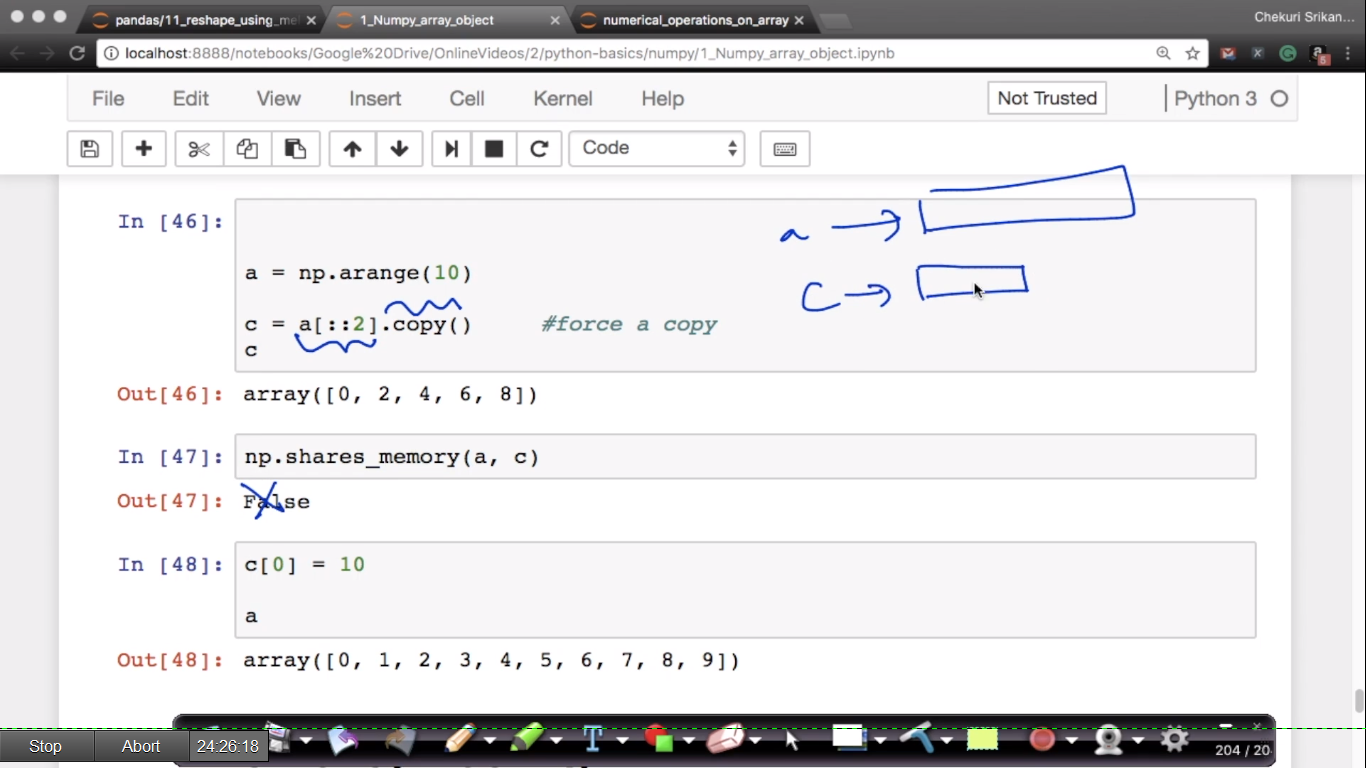 pandas/11_reshape_using_me
1_Numpy_array_object
numerical_operations_on_array
Chekuri Srikan...
localhost:8888/notebooks/Google%20Drive/OnlineVideos/2/python-basics/numpy/1_Numpy_array_object.ipynb
File Edit View Insert Cell Kernel Help Not Trusted Python 3
Code
a
In [46]:
a = np.arange(10)
C
c = a[::2].copy() #force a copy
c
Out[46]: array([0, 2, 4, 6, 8])
In [47]: np.shares_memory(a, c)
Out[47]: False
In [48]: c[0] = 10
a
Out[48]: array([0, 1, 2, 3, 4, 5, 6, 7, 8, 9])
Stop Abort 24:26:18
204 / 20